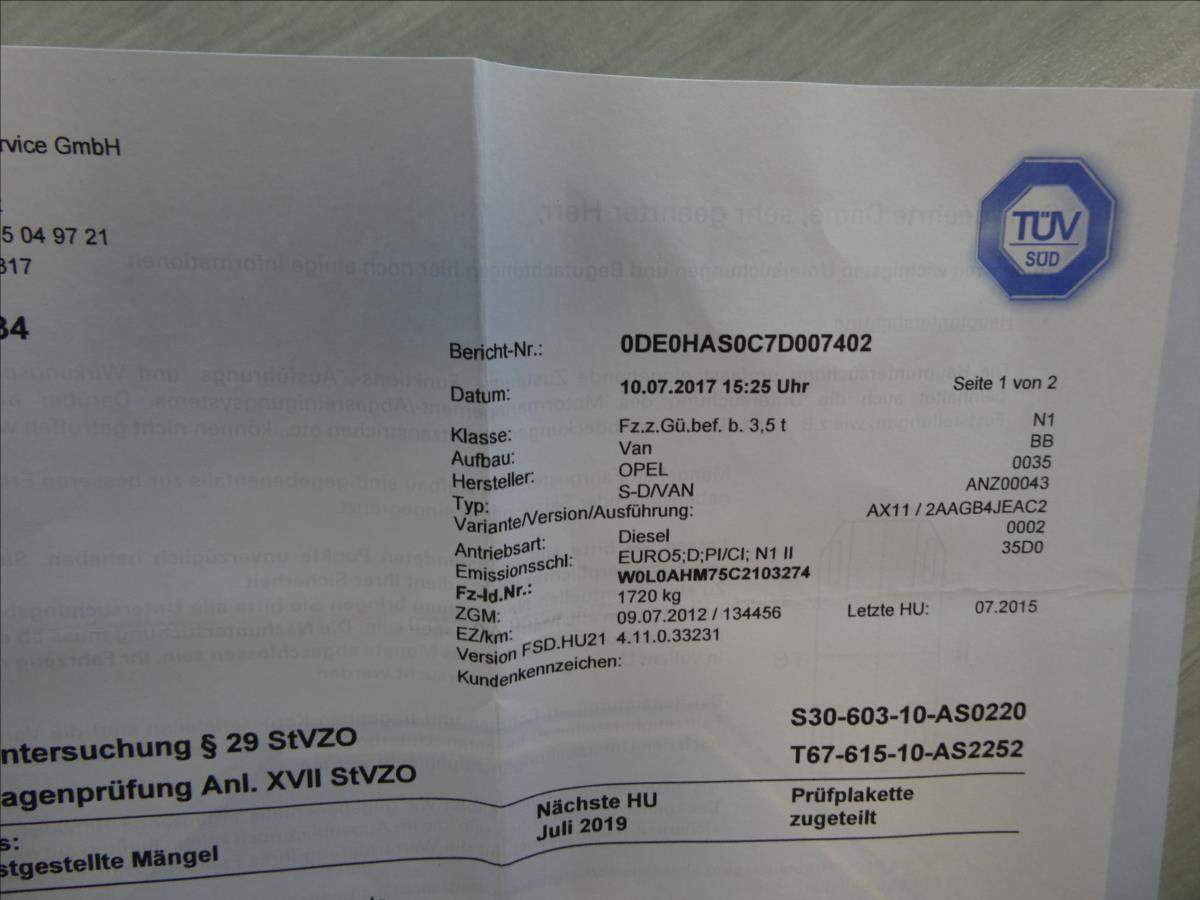 rvice GmbH
5 04 97 21
317
34
TÜV
SÜD
Bericht-Nr.: 0DE0HAS0C7D007402
Datum: 10.07.2017 15:25 Uhr Seite 1 von 2
Klasse: Fz.z.Gü.bef. b. 3,5 t N1
Aufbau: Van BB
Hersteller: OPEL 0035
Typ: S-D/VAN ANZ00043
Variante/Version/Ausführung: AX11 / 2AAGB4JEAC2
Antriebsart: Diesel 0002
Emissionsschl: EURO5;D;PI/CI; N1 II 35D0
Fz-Id.Nr.: W0L0AHM75C2103274
ZGM: 1720 kg
EZ/km: 09.07.2012 / 134456 Letzte HU: 07.2015
Version FSD.HU21 4.11.0.33231
Kundenkennzeichen:
S30-603-10-AS0220
ntersuchung § 29 StVZO
T67-615-10-AS2252
agenprüfung Anl. XVII StVZO
Nächste HU Prüfplakette
Juli 2019 zugeteilt
s:
stgestellte Mängel